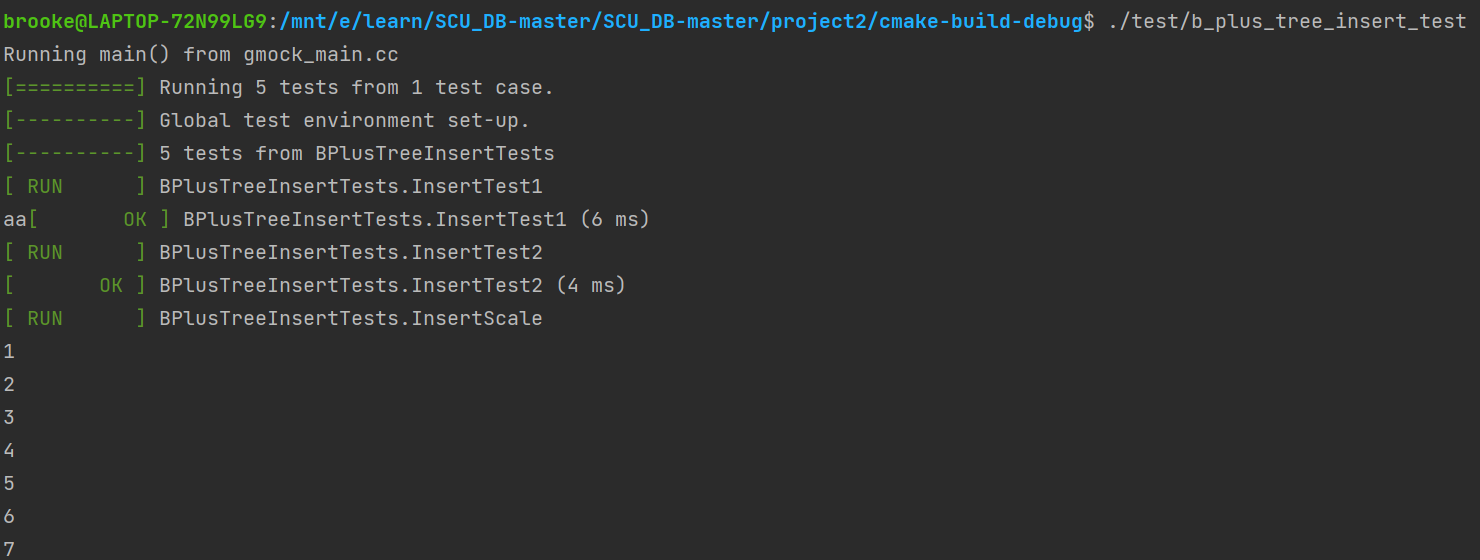 brooke@LAPTOP-72N99LG9:/mnt/e/learn/SCU_DB-master/SCU_DB-master/project2/cmake-build-debug$ ./test/b_plus_tree_insert_test
Running main() from gmock_main.cc
[==========] Running 5 tests from 1 test case.
[----------] Global test environment set-up.
[----------] 5 tests from BPlusTreeInsertTests
[ RUN      ] BPlusTreeInsertTests.InsertTest1
aa[       OK ] BPlusTreeInsertTests.InsertTest1 (6 ms)
[ RUN      ] BPlusTreeInsertTests.InsertTest2
[       OK ] BPlusTreeInsertTests.InsertTest2 (4 ms)
[ RUN      ] BPlusTreeInsertTests.InsertScale
1
2
3
4
5
6
7